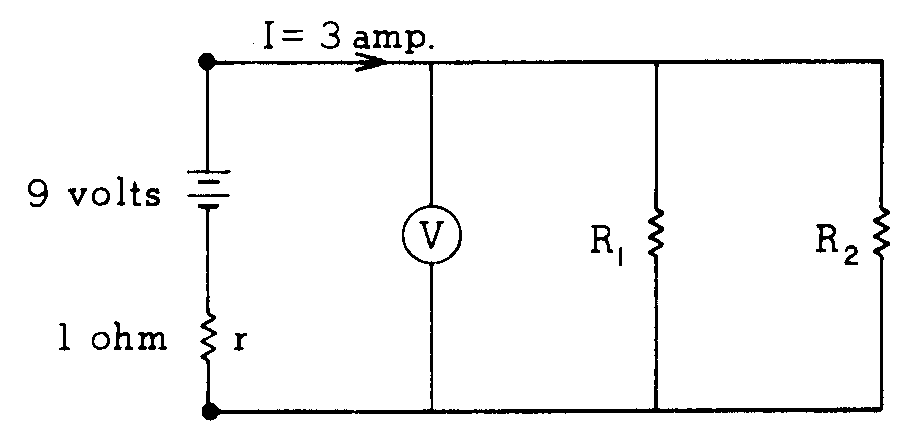 I = 3 amp.
9 volts
V
R₁
R₂
1 ohm
r